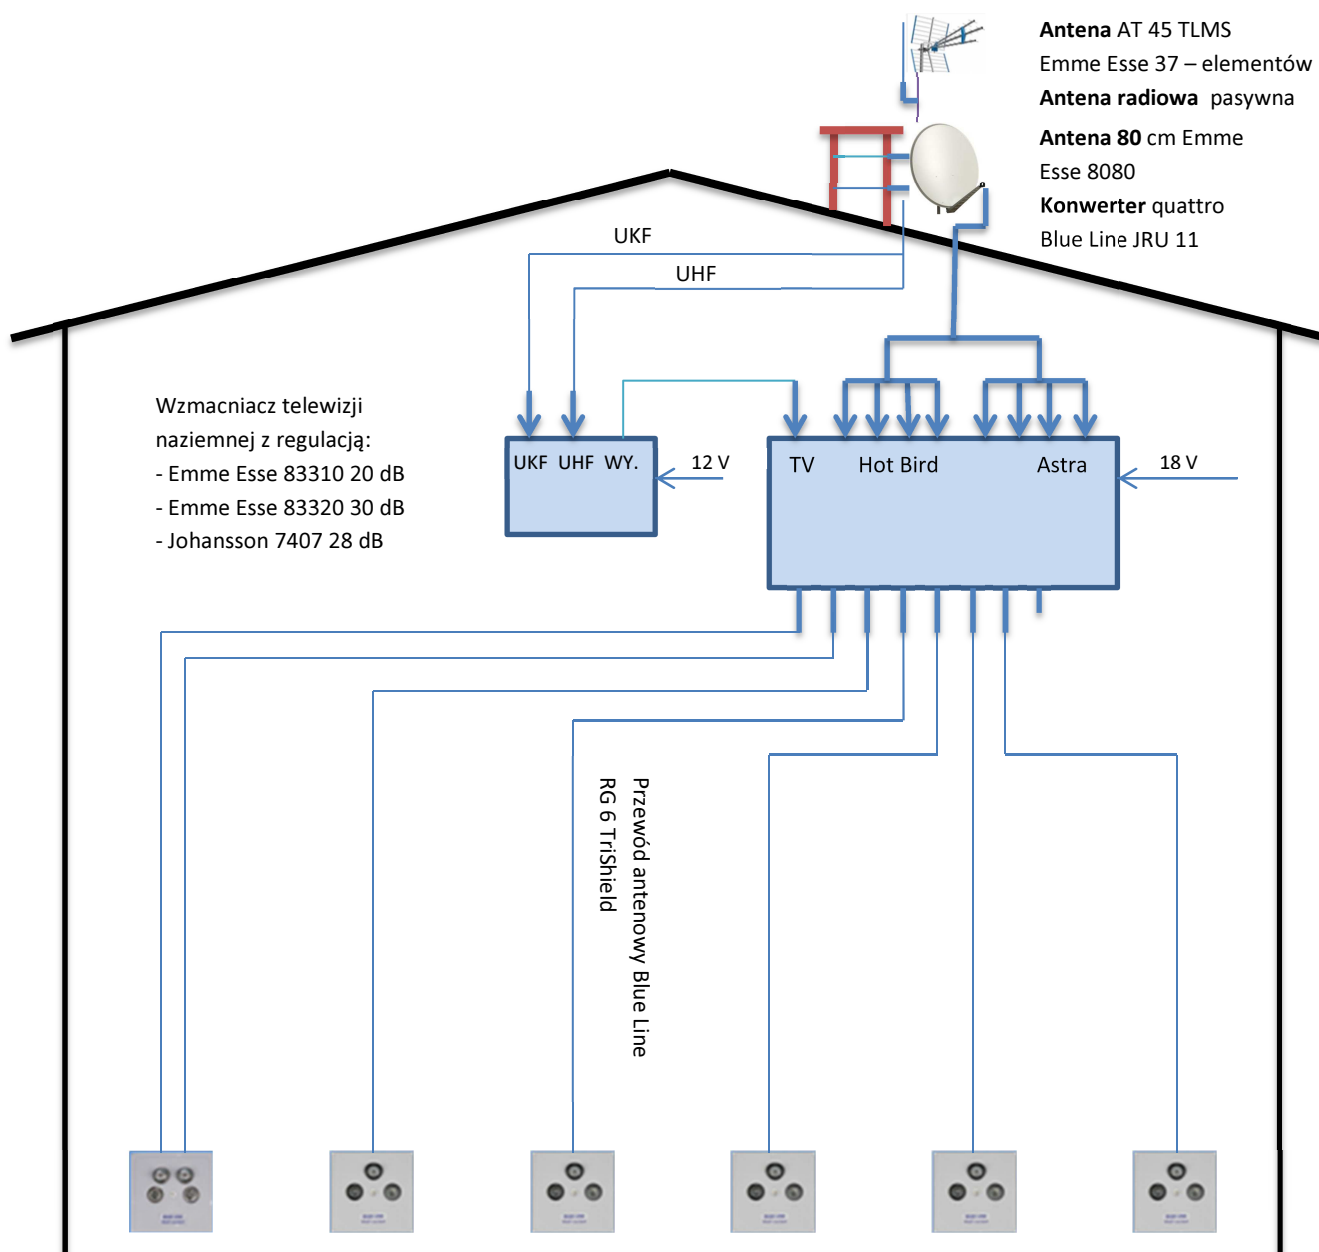 Antena AT 45 TLMS
Emme Esse 37 – elementów
Antena radiowa pasywna
Antena 80 cm Emme
Esse 8080
Konwerter quattro
Blue Line JRU 11
UKF
UHF
Wzmacniacz telewizji
naziemnej z regulacją:
- Emme Esse 83310 20 dB
- Emme Esse 83320 30 dB
- Johansson 7407 28 dB
UKF UHF WY.
12 V
TV Hot Bird Astra
18 V
Przewód antenowy Blue Line
RG 6 TriShield